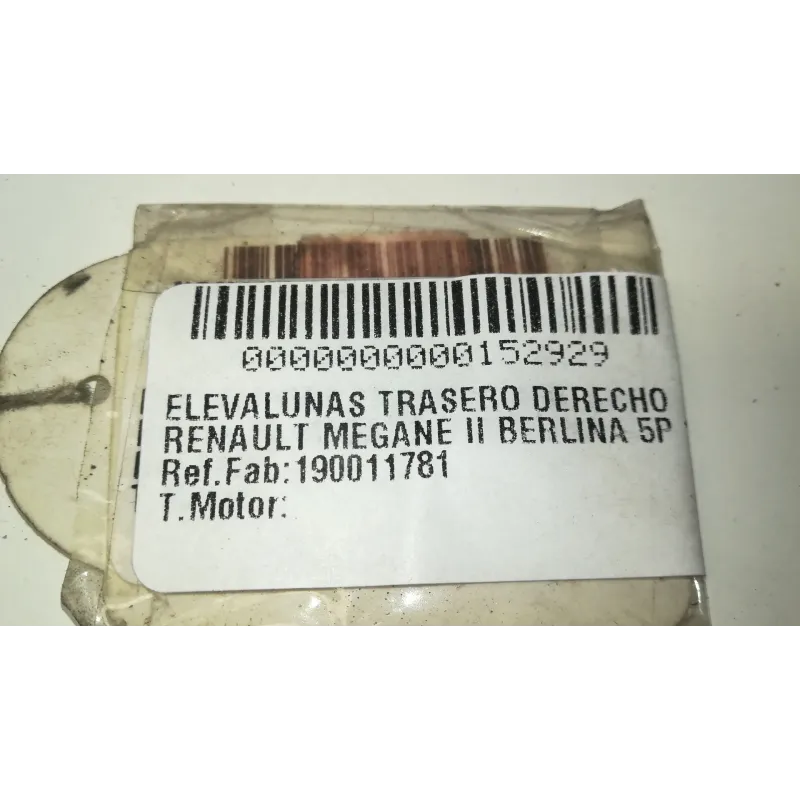 0000000000152929
ELEVALUNAS TRASERO DERECHO
RENAULT MEGANE II BERLINA 5P
Ref.Fab:190011781
T.Motor: